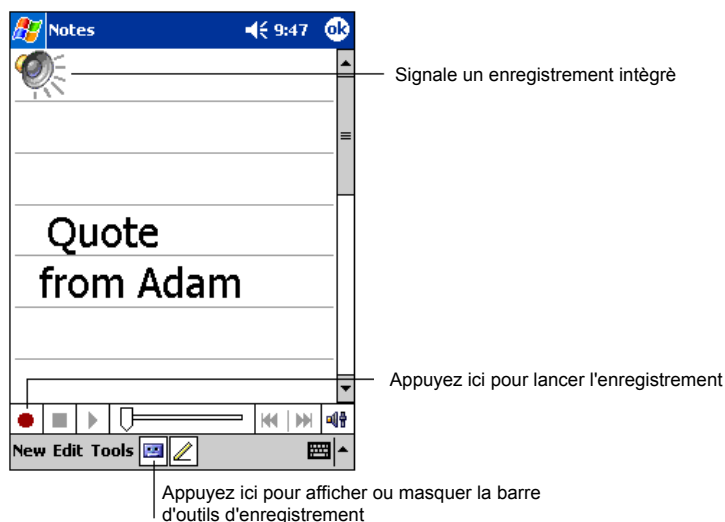 Notes 9:47 ok
Signale un enregistrement intègrè
Quote
from Adam
Appuyez ici pour lancer l'enregistrement
New Edit Tools
Appuyez ici pour afficher ou masquer la barre
d'outils d'enregistrement